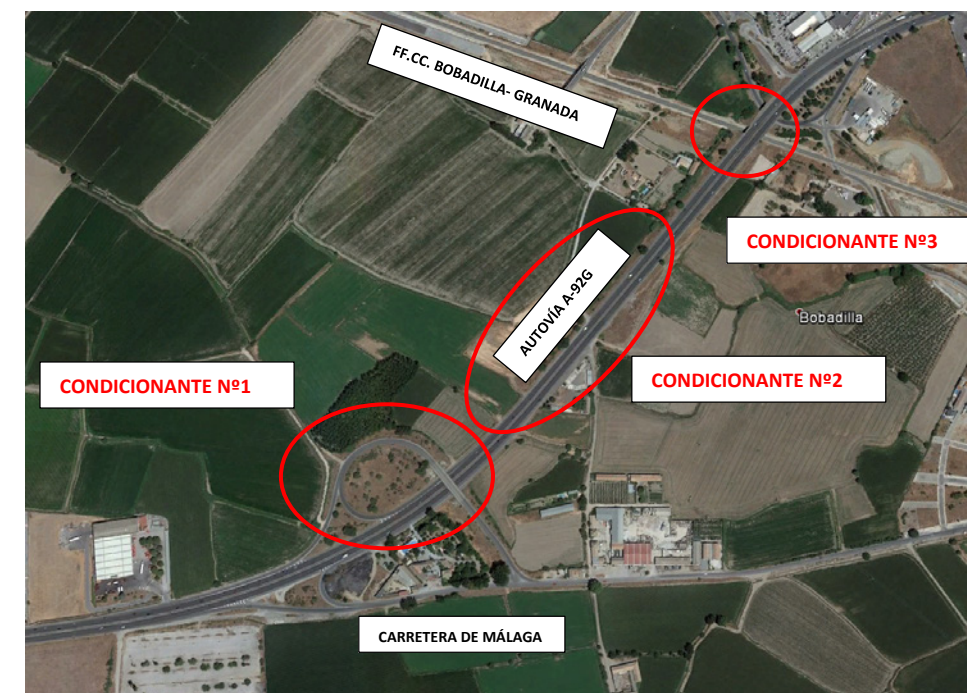 FF.CC. BOBADILLA- GRANADA
CONDICIONANTE Nº3
AUTOVÍA A-92G
Bobadilla
CONDICIONANTE Nº1
CONDICIONANTE Nº2
CARRETERA DE MÁLAGA